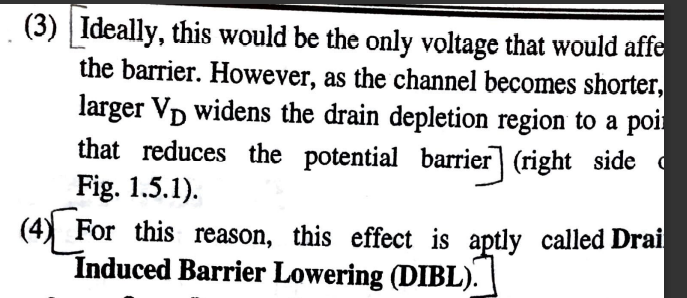 (3) Ideally, this would be the only voltage that would affe
the barrier. However, as the channel becomes shorter,
larger VD widens the drain depletion region to a poi
that reduces the potential barrier (right side
Fig. 1.5.1).
(4) For this reason, this effect is aptly called Drai
Induced Barrier Lowering (DIBL).